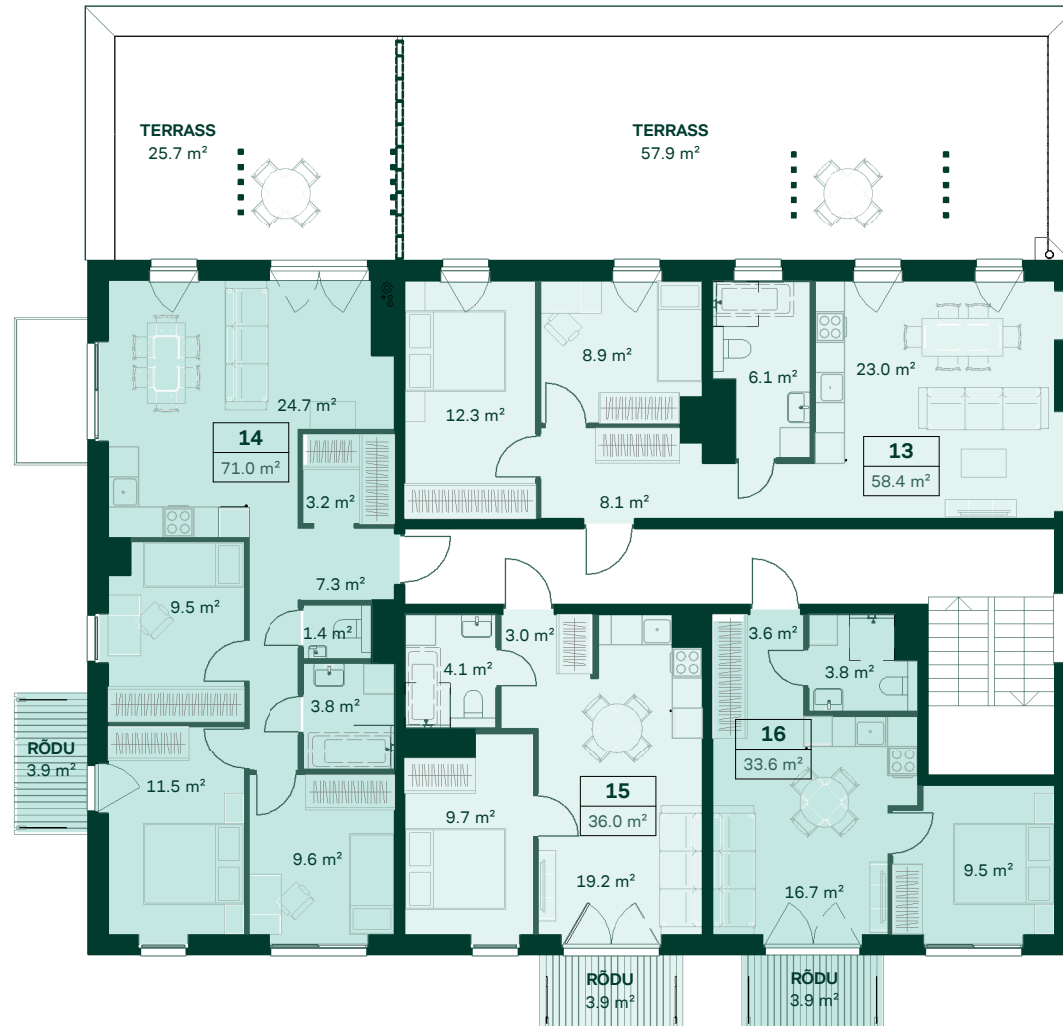 TERRASS
25.7 m²
TERRASS
57.9 m²
8.9 m²
6.1 m²
23.0 m²
12.3 m²
24.7 m²
14
71.0 m²
13
58.4 m²
3.2 m²
8.1 m²
7.3 m²
9.5 m²
1.4 m²
3.0 m²
3.6 m²
4.1 m²
3.8 m²
3.8 m²
RÕDU
3.9 m²
11.5 m²
16
33.6 m²
15
36.0 m²
9.7 m²
9.6 m²
19.2 m²
16.7 m²
9.5 m²
RÕDU
3.9 m²
RÕDU
3.9 m²